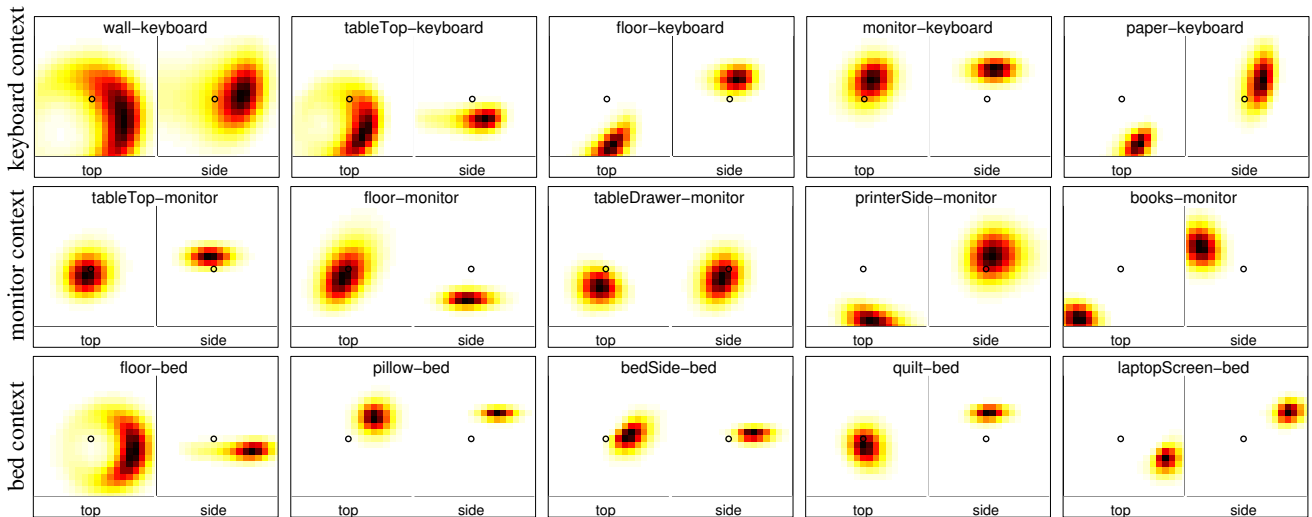 keyboard context
wall−keyboard
top side
tableTop−keyboard
top side
floor−keyboard
top side
monitor−keyboard
top side
paper−keyboard
top side
monitor context
tableTop−monitor
top side
floor−monitor
top side
tableDrawer−monitor
top side
printerSide−monitor
top side
books−monitor
top side
bed context
floor−bed
top side
pillow−bed
top side
bedSide−bed
top side
quilt−bed
top side
laptopScreen−bed
top side